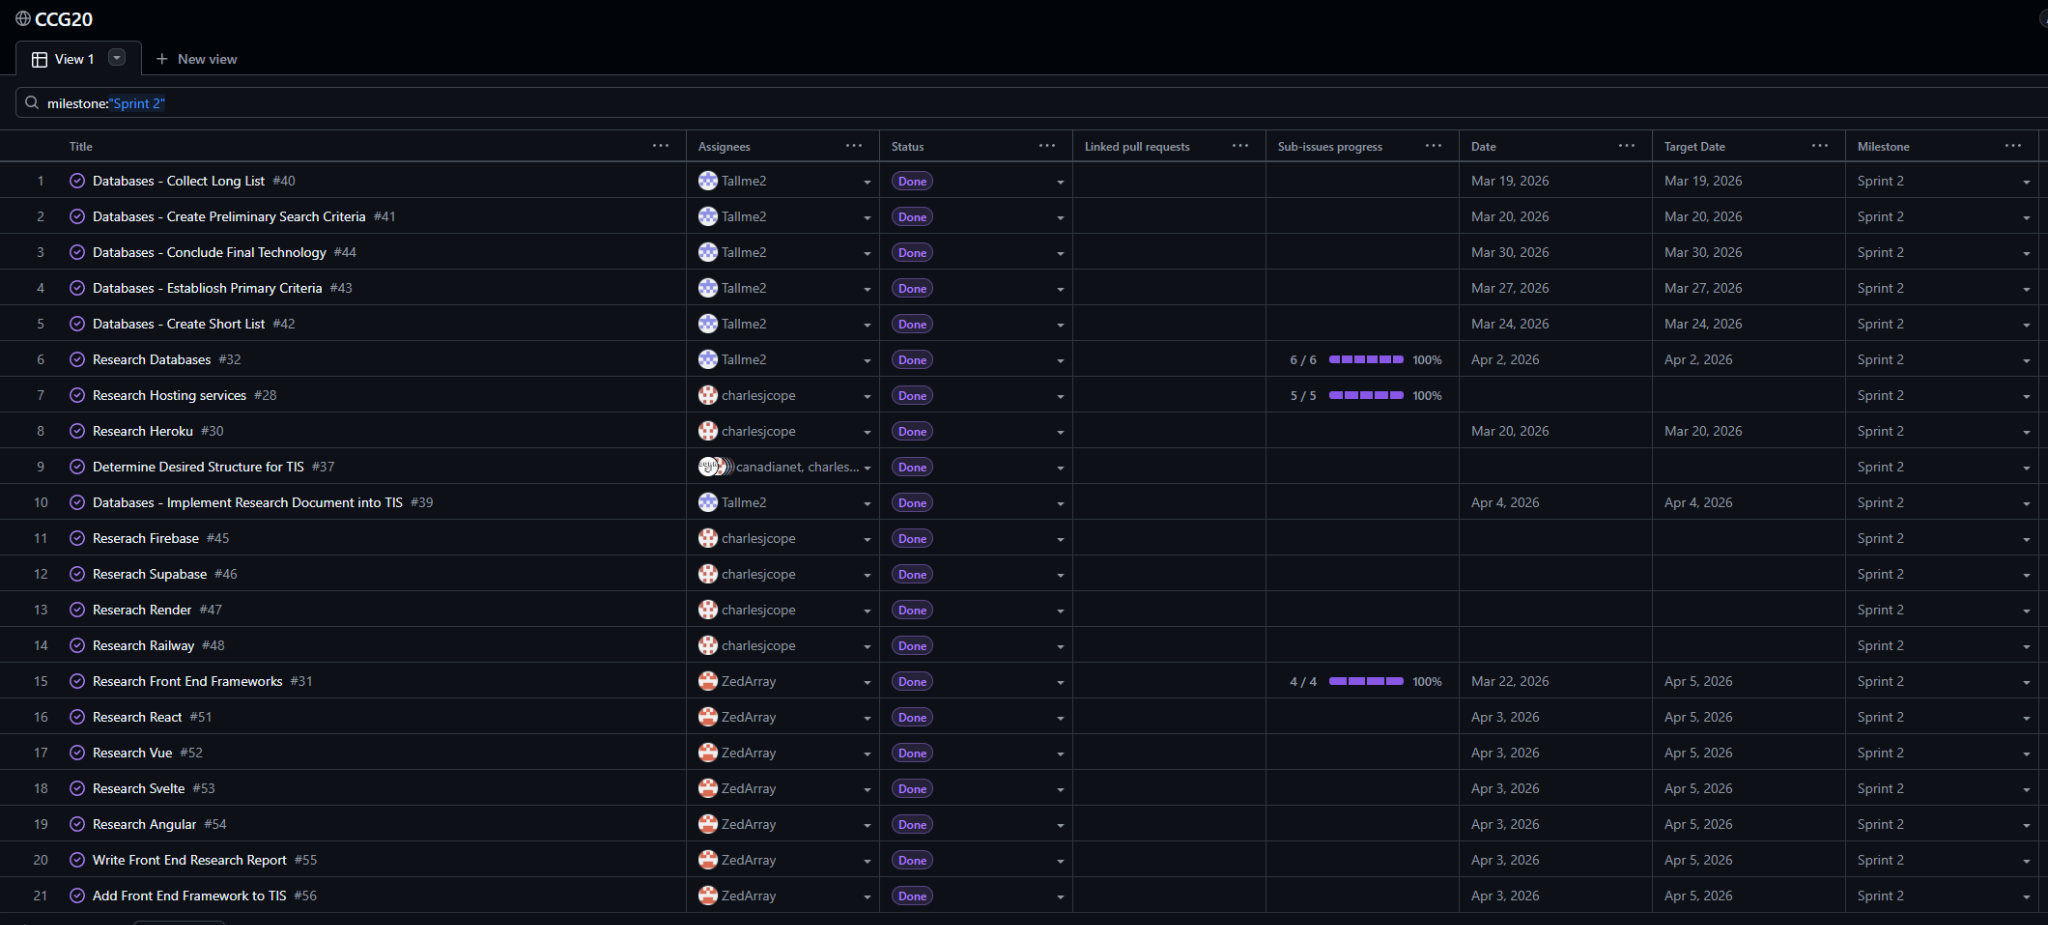 CCG20
View 1
New view
milestone:"Sprint 2"
Title Assignees Status Linked pull requests Sub-issues progress Date Target Date Milestone
1 Databases - Collect Long List #40 Tallme2 Done Mar 19, 2026 Mar 19, 2026 Sprint 2
2 Databases - Create Preliminary Search Criteria #41 Tallme2 Done Mar 20, 2026 Mar 20, 2026 Sprint 2
3 Databases - Conclude Final Technology #44 Tallme2 Done Mar 30, 2026 Mar 30, 2026 Sprint 2
4 Databases - Establiosh Primary Criteria #43 Tallme2 Done Mar 27, 2026 Mar 27, 2026 Sprint 2
5 Databases - Create Short List #42 Tallme2 Done Mar 24, 2026 Mar 24, 2026 Sprint 2
6 Research Databases #32 Tallme2 Done 6 / 6 100% Apr 2, 2026 Apr 2, 2026 Sprint 2
7 Research Hosting services #28 charlesjcope Done 5 / 5 100% Sprint 2
8 Research Heroku #30 charlesjcope Done Mar 20, 2026 Mar 20, 2026 Sprint 2
9 Determine Desired Structure for TIS #37 canadianet, charles... Done Sprint 2
10 Databases - Implement Research Document into TIS #39 Tallme2 Done Apr 4, 2026 Apr 4, 2026 Sprint 2
11 Reserach Firebase #45 charlesjcope Done Sprint 2
12 Reserach Supabase #46 charlesjcope Done Sprint 2
13 Reserach Render #47 charlesjcope Done Sprint 2
14 Research Railway #48 charlesjcope Done Sprint 2
15 Research Front End Frameworks #31 ZedArray Done 4 / 4 100% Mar 22, 2026 Apr 5, 2026 Sprint 2
16 Research React #51 ZedArray Done Apr 3, 2026 Apr 5, 2026 Sprint 2
17 Research Vue #52 ZedArray Done Apr 3, 2026 Apr 5, 2026 Sprint 2
18 Research Svelte #53 ZedArray Done Apr 3, 2026 Apr 5, 2026 Sprint 2
19 Research Angular #54 ZedArray Done Apr 3, 2026 Apr 5, 2026 Sprint 2
20 Write Front End Research Report #55 ZedArray Done Apr 3, 2026 Apr 5, 2026 Sprint 2
21 Add Front End Framework to TIS #56 ZedArray Done Apr 3, 2026 Apr 5, 2026 Sprint 2